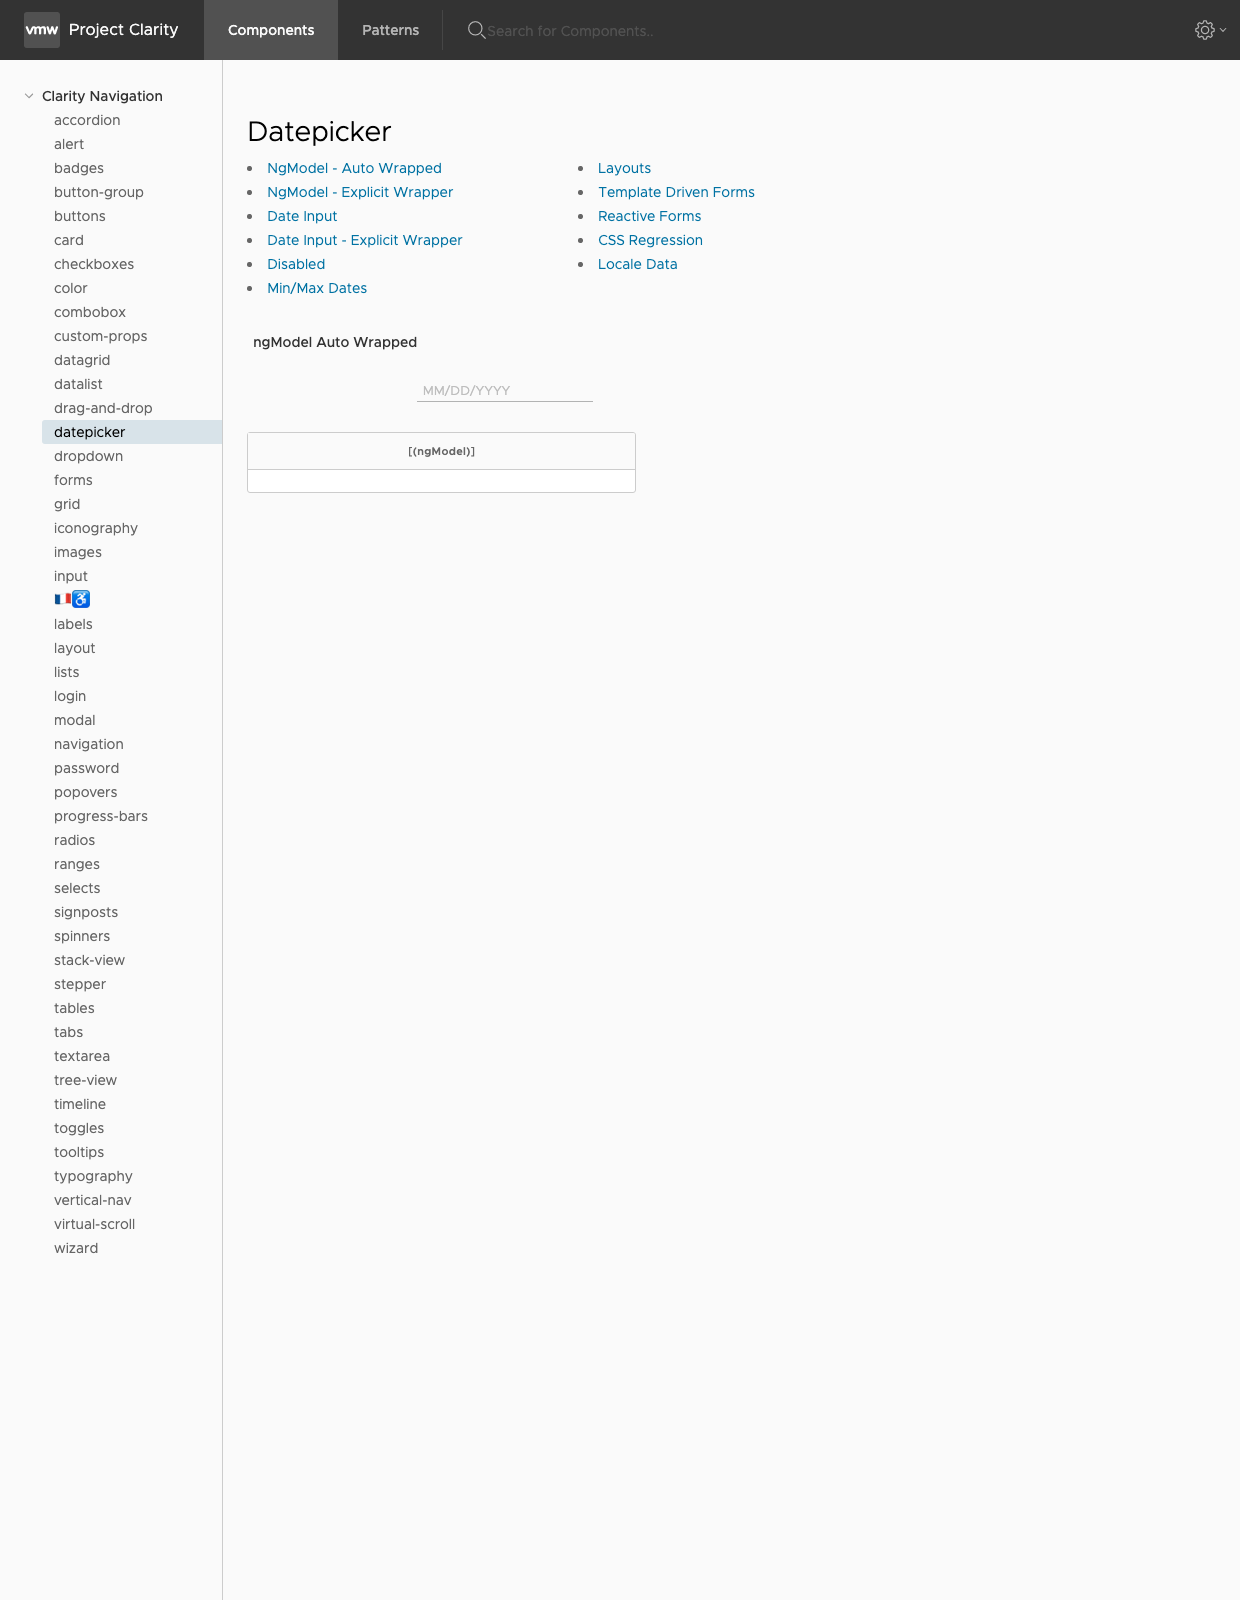 vmw Project Clarity Components Patterns Search for Components..
Clarity Navigation
accordion
alert
badges
button-group
buttons
card
checkboxes
color
combobox
custom-props
datagrid
datalist
drag-and-drop
datepicker
dropdown
forms
grid
iconography
images
input
🇫🇷♿
labels
layout
lists
login
modal
navigation
password
popovers
progress-bars
radios
ranges
selects
signposts
spinners
stack-view
stepper
tables
tabs
textarea
tree-view
timeline
toggles
tooltips
typography
vertical-nav
virtual-scroll
wizard
Datepicker
NgModel - Auto Wrapped
NgModel - Explicit Wrapper
Date Input
Date Input - Explicit Wrapper
Disabled
Min/Max Dates
Layouts
Template Driven Forms
Reactive Forms
CSS Regression
Locale Data
ngModel Auto Wrapped
MM/DD/YYYY
[(ngModel)]